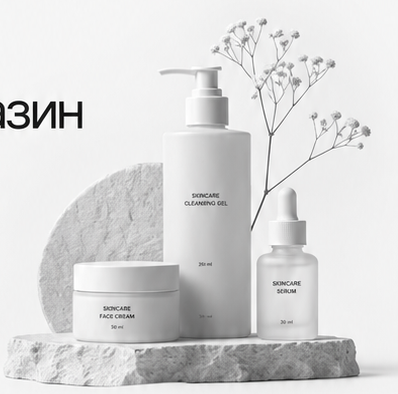 азин
SKINCARE
CLEANSING GEL
250 ml
SKINCARE
FACE CREAM
50 ml
SKINCARE
SERUM
30 ml